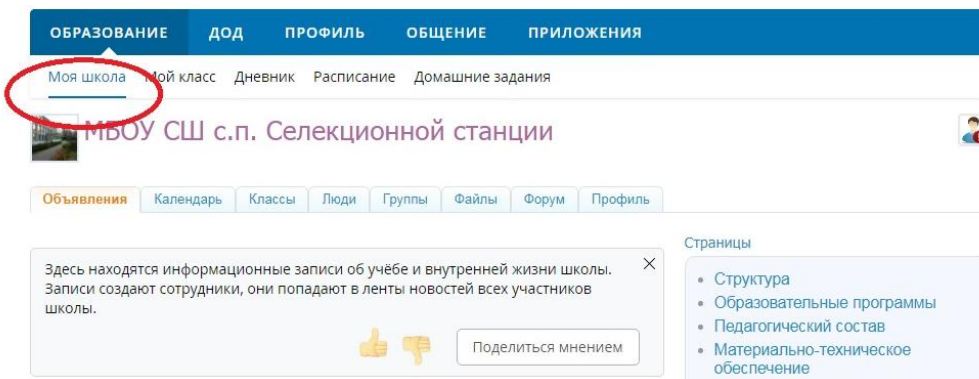 ОБРАЗОВАНИЕ ДОД ПРОФИЛЬ ОБЩЕНИЕ ПРИЛОЖЕНИЯ
Моя школа Мой класс Дневник Расписание Домашние задания
МБОУ СШ с.п. Селекционной станции
Объявления Календарь Классы Люди Группы Файлы Форум Профиль
Здесь находятся информационные записи об учёбе и внутренней жизни школы.
Записи создают сотрудники, они попадают в ленты новостей всех участников
школы.
Поделиться мнением
Страницы
Структура
Образовательные программы
Педагогический состав
Материально-техническое
обеспечение